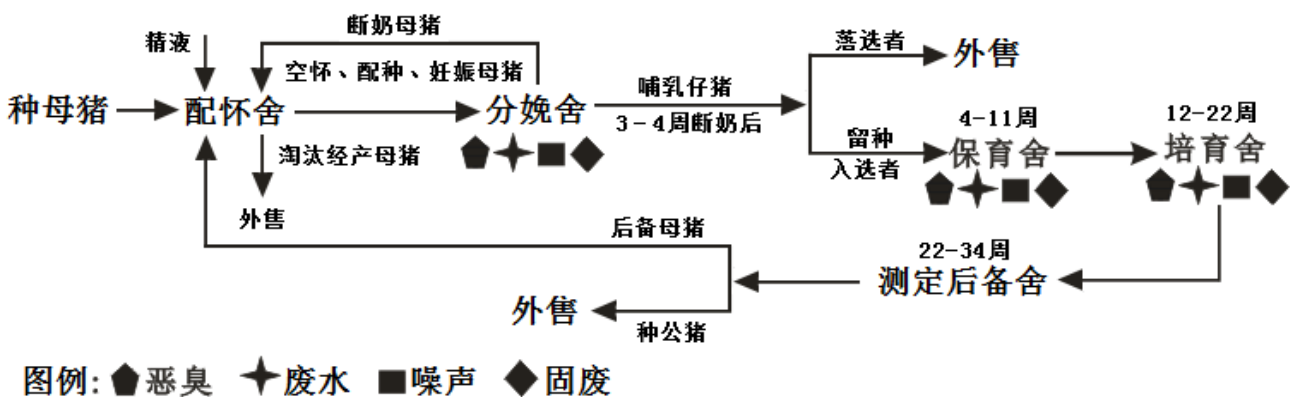 断奶母猪
精液
落选者
外售
空怀、配种、妊娠母猪
哺乳仔猪
种母猪
配怀舍
分娩舍
3-4周断奶后
4-11周
12-22周
留种
入选者
保育舍
培育舍
淘汰经产母猪
外售
后备母猪
22-34周
测定后备舍
外售
种公猪
图例: 恶臭 废水 噪声 固废